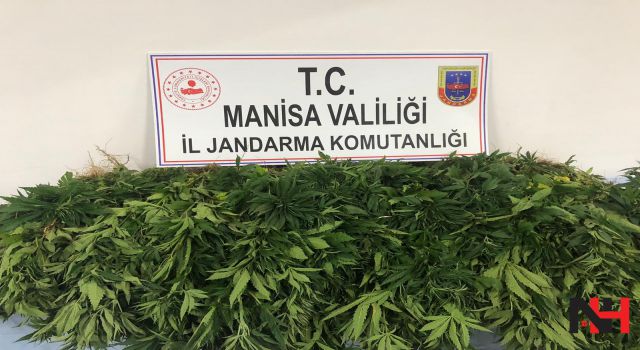 T.C.
MANİSA VALİLİĞİ
İL JANDARMA KOMUTANLIĞI